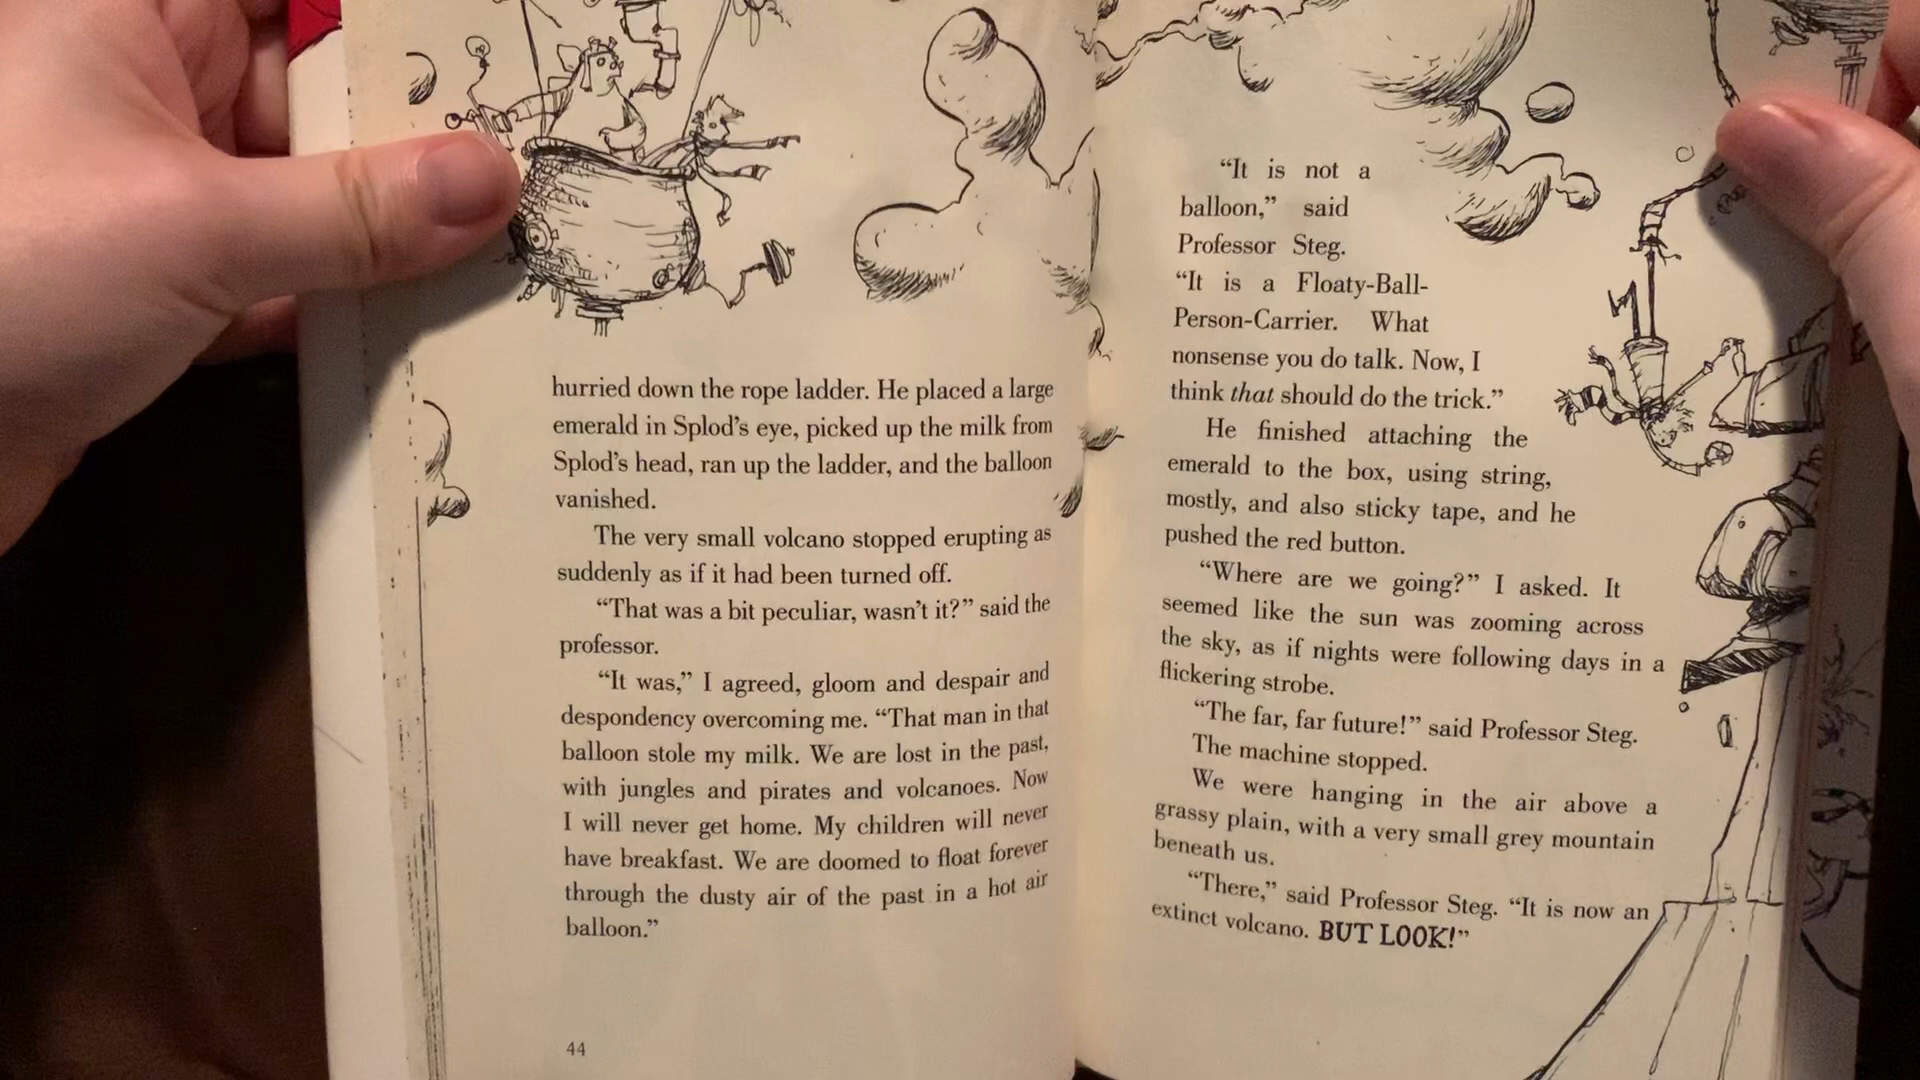 hurried down the rope ladder. He placed a large
emerald in Splod's eye, picked up the milk from
Splod's head, ran up the ladder, and the balloon
vanished.
The very small volcano stopped erupting as
suddenly as if it had been turned off.
“That was a bit peculiar, wasn't it?” said the
professor.
“It was,” I agreed, gloom and despair and
despondency overcoming me. “That man in that
balloon stole my milk. We are lost in the past,
with jungles and pirates and volcanoes. Now
I will never get home. My children will never
have breakfast. We are doomed to float forever
through the dusty air of the past in a hot air
balloon.”
44
“It is not a
balloon,” said
Professor Steg.
“It is a Floaty-Ball-
Person-Carrier. What
nonsense you do talk. Now, I
think that should do the trick.”
He finished attaching the
emerald to the box, using string,
mostly, and also sticky tape, and he
pushed the red button.
“Where are we going?” I asked. It
seemed like the sun was zooming across
the sky, as if nights were following days in a
flickering strobe.
“The far, far future!” said Professor Steg.
The machine stopped.
We were hanging in the air above a
grassy plain, with a very small grey mountain
beneath us.
“There,” said Professor Steg. “It is now an
extinct volcano. BUT LOOK!”